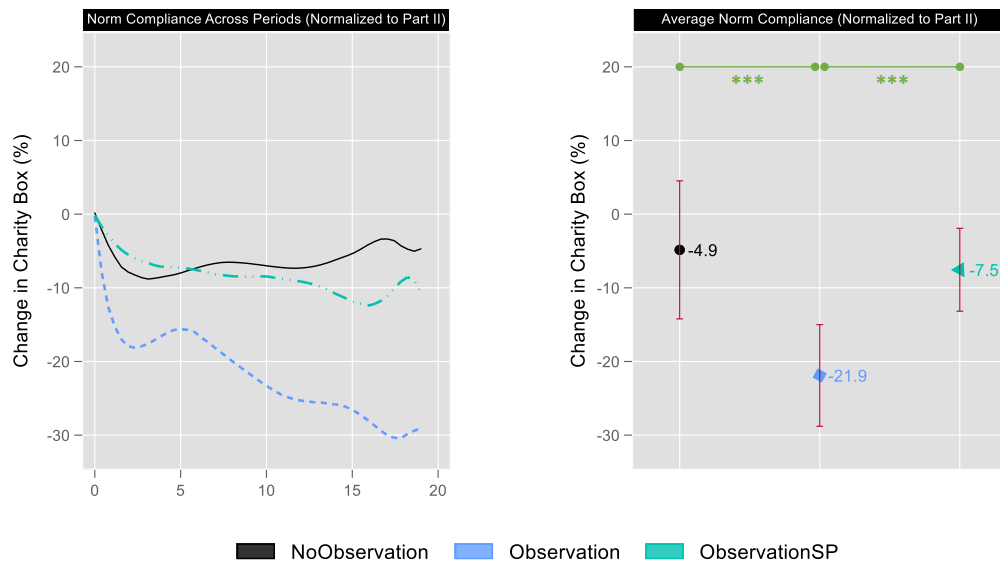 Norm Compliance Across Periods (Normalized to Part II)
Change in Charity Box (%)
20
10
0
-10
-20
-30
0 5 10 15 20
Average Norm Compliance (Normalized to Part II)
Change in Charity Box (%)
20
10
0
-10
-20
-30
*** ***
-4.9
-7.5
-21.9
NoObservation Observation ObservationSP